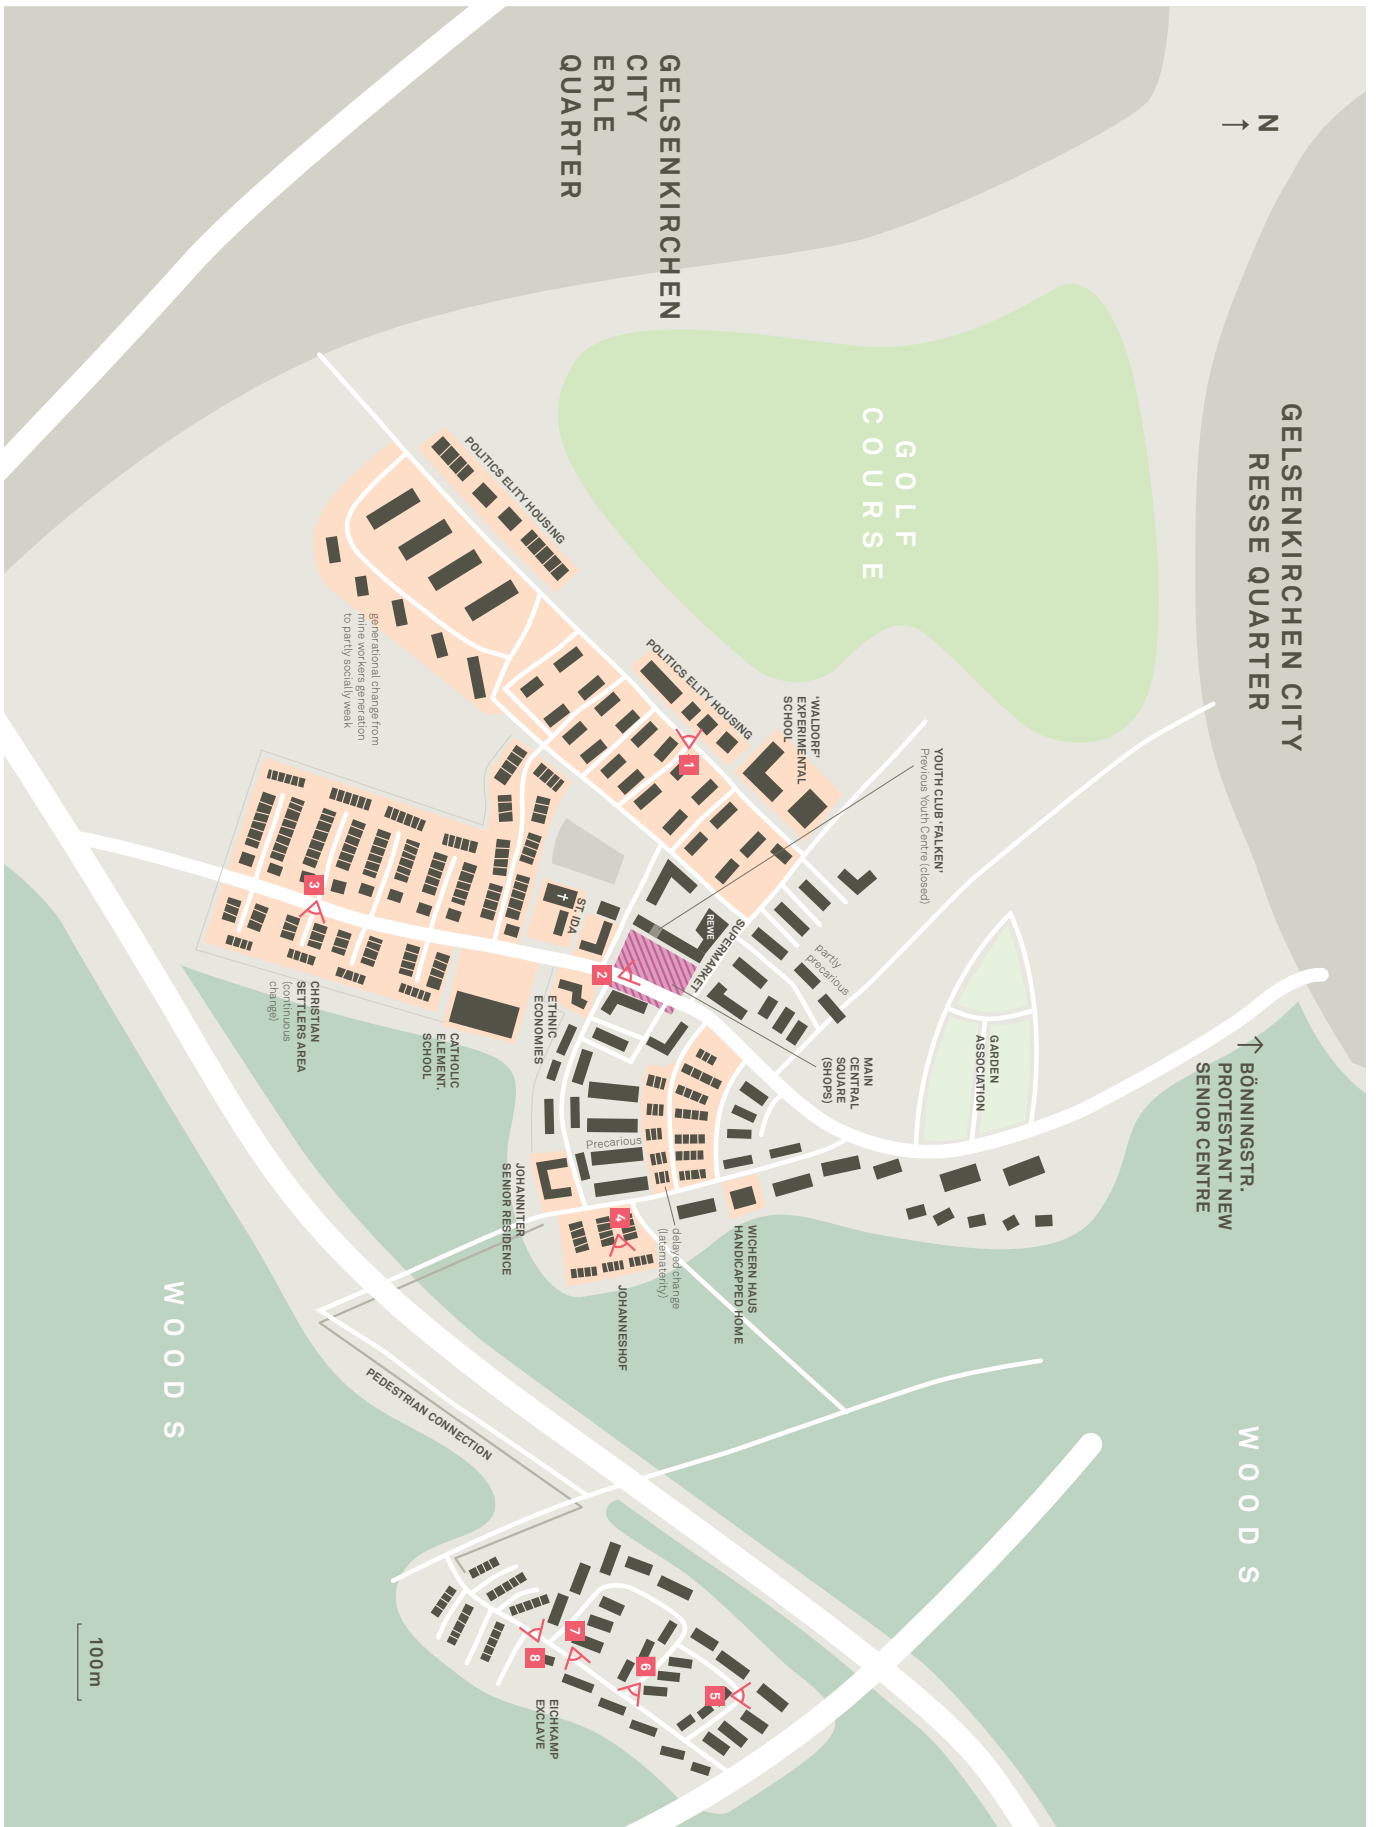 GELSENKIRCHEN CITY
RESSE QUARTER
N
GELSENKIRCHEN
CITY
ERLE
QUARTER
GOLF
COURSE
BÖNNINGSTR.
PROTESTANT NEW
SENIOR CENTRE
WOODS
YOUTH CLUB 'FALKEN'
Previous Youth Centre (closed)
GARDEN
ASSOCIATION
'WALDORF'
EXPERIMENTAL
SCHOOL
partly
precarious
MAIN
CENTRAL
SQUARE
(SHOPS)
POLITICS ELITY HOUSING
POLITICS ELITY HOUSING
SUPERMARKET
REWE
WICHERN HAUS
HANDICAPPED HOME
delayed change
(latematerity)
Precarious
JOHANNESHOF
ST. IDA
ETHNIC
ECONOMIES
JOHANNITER
SENIOR RESIDENCE
CATHOLIC
ELEMENT.
SCHOOL
generational change from
mine workers generation
to partly socially weak
CHRISTIAN
SETTLERS AREA
(continuous
change)
PEDESTRIAN CONNECTION
EICHKAMP
EXCLAVE
WOODS
100m
1
2
3
4
5
6
7
8